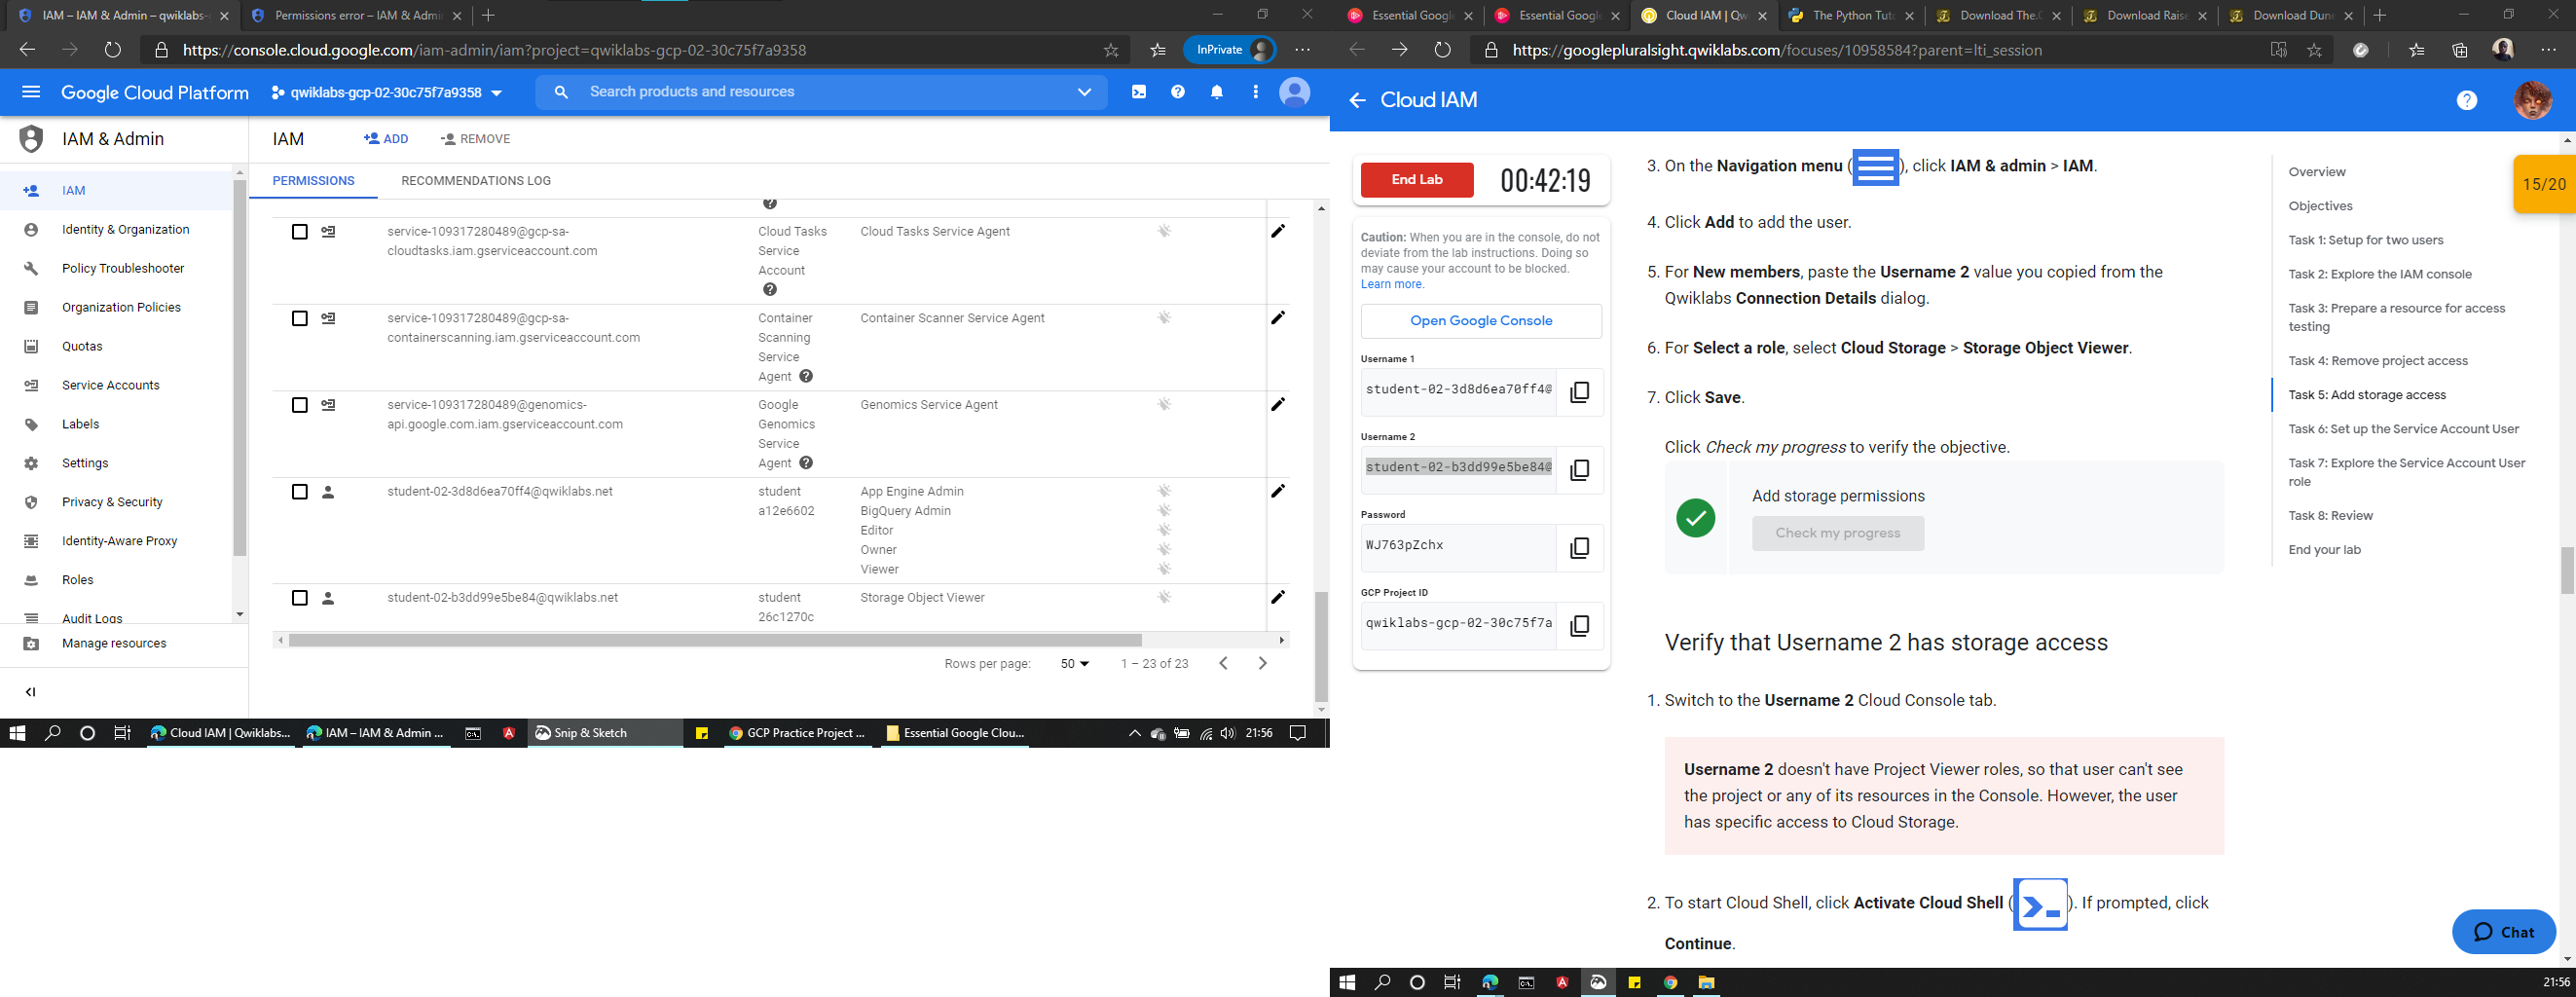 IAM – IAM & Admin – qwiklabs-
Permissions error – IAM & Admi
https://console.cloud.google.com/iam-admin/iam?project=qwiklabs-gcp-02-30c75f7a9358
InPrivate
Google Cloud Platform
qwiklabs-gcp-02-30c75f7a9358
Search products and resources
IAM & Admin
IAM
ADD
REMOVE
PERMISSIONS
RECOMMENDATIONS LOG
IAM
Identity & Organization
Policy Troubleshooter
Organization Policies
Quotas
Service Accounts
Labels
Settings
Privacy & Security
Identity-Aware Proxy
Roles
Audit Logs
Manage resources
service-109317280489@gcp-sa-
cloudtasks.iam.gserviceaccount.com
Cloud Tasks
Service
Account
Cloud Tasks Service Agent
service-109317280489@gcp-sa-
containerscanning.iam.gserviceaccount.com
Container
Scanning
Service
Agent
Container Scanner Service Agent
service-109317280489@genomics-
api.google.com.iam.gserviceaccount.com
Google
Genomics
Service
Agent
Genomics Service Agent
student-02-3d8d6ea70ff4@qwiklabs.net
student
a12e6602
App Engine Admin
BigQuery Admin
Editor
Owner
Viewer
student-02-b3dd99e5be84@qwiklabs.net
student
26c1270c
Storage Object Viewer
Rows per page:
50
1 – 23 of 23
Cloud IAM | Qwiklabs...
IAM – IAM & Admin ...
Snip & Sketch
GCP Practice Project ...
Essential Google Clou...
21:56
Essential Google
Essential Google
Cloud IAM | Qw
The Python Tut
Download The.
Download Raise
Download Dune
https://googlepluralsight.qwiklabs.com/focuses/10958584?parent=lti_session
Cloud IAM
End Lab
00:42:19
Caution: When you are in the console, do not
deviate from the lab instructions. Doing so
may cause your account to be blocked.
Learn more.
Open Google Console
Username 1
student-02-3d8d6ea70ff4@
Username 2
student-02-b3dd99e5be84@
Password
WJ763pZchx
GCP Project ID
qwiklabs-gcp-02-30c75f7a
3. On the Navigation menu ( ), click IAM & admin > IAM.
4. Click Add to add the user.
5. For New members, paste the Username 2 value you copied from the
Qwiklabs Connection Details dialog.
6. For Select a role, select Cloud Storage > Storage Object Viewer.
7. Click Save.
Click Check my progress to verify the objective.
Add storage permissions
Check my progress
Verify that Username 2 has storage access
1. Switch to the Username 2 Cloud Console tab.
Username 2 doesn't have Project Viewer roles, so that user can't see
the project or any of its resources in the Console. However, the user
has specific access to Cloud Storage.
2. To start Cloud Shell, click Activate Cloud Shell ( ). If prompted, click
Continue.
Overview
Objectives
Task 1: Setup for two users
Task 2: Explore the IAM console
Task 3: Prepare a resource for access
testing
Task 4: Remove project access
Task 5: Add storage access
Task 6: Set up the Service Account User
Task 7: Explore the Service Account User
role
Task 8: Review
End your lab
15/20
Chat
21:56